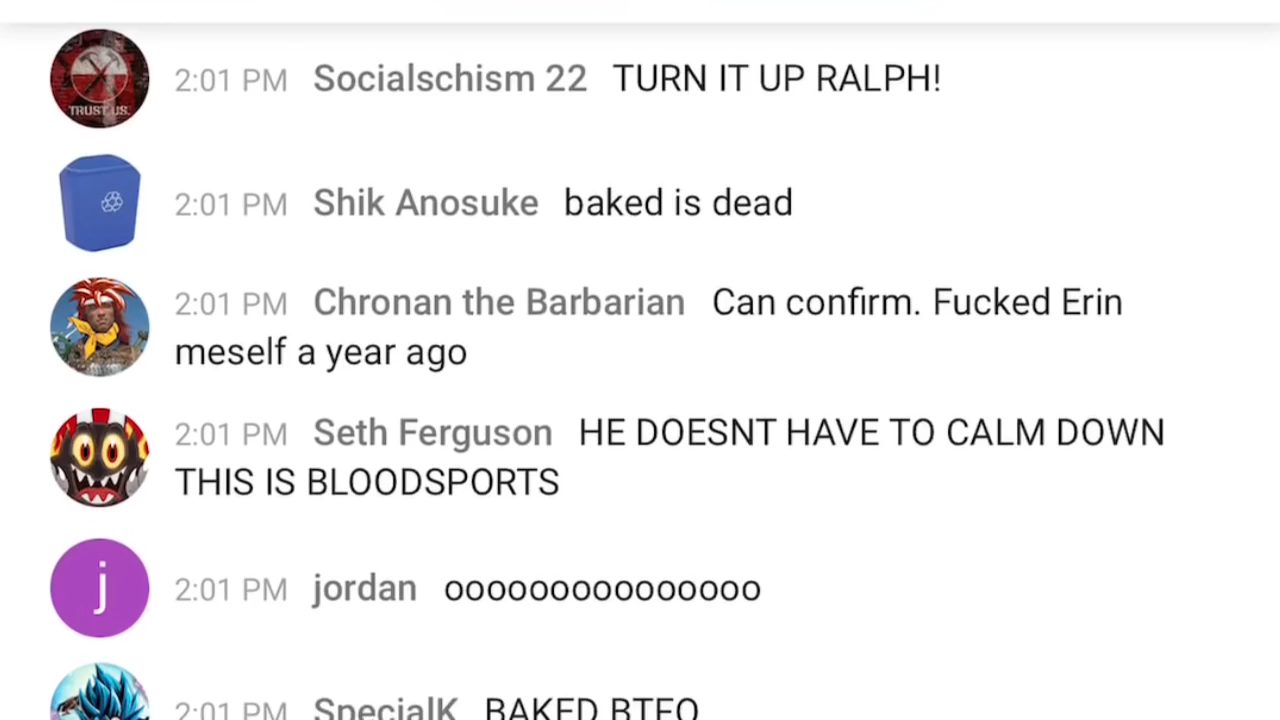 TRUST US.
2:01 PM Socialschism 22 TURN IT UP RALPH!
2:01 PM Shik Anosuke baked is dead
2:01 PM Chronan the Barbarian Can confirm. Fucked Erin
meself a year ago
2:01 PM Seth Ferguson HE DOESNT HAVE TO CALM DOWN
THIS IS BLOODSPORTS
j
2:01 PM jordan ooooooooooooooo
2:01 PM SpecialK BAKED BTFO